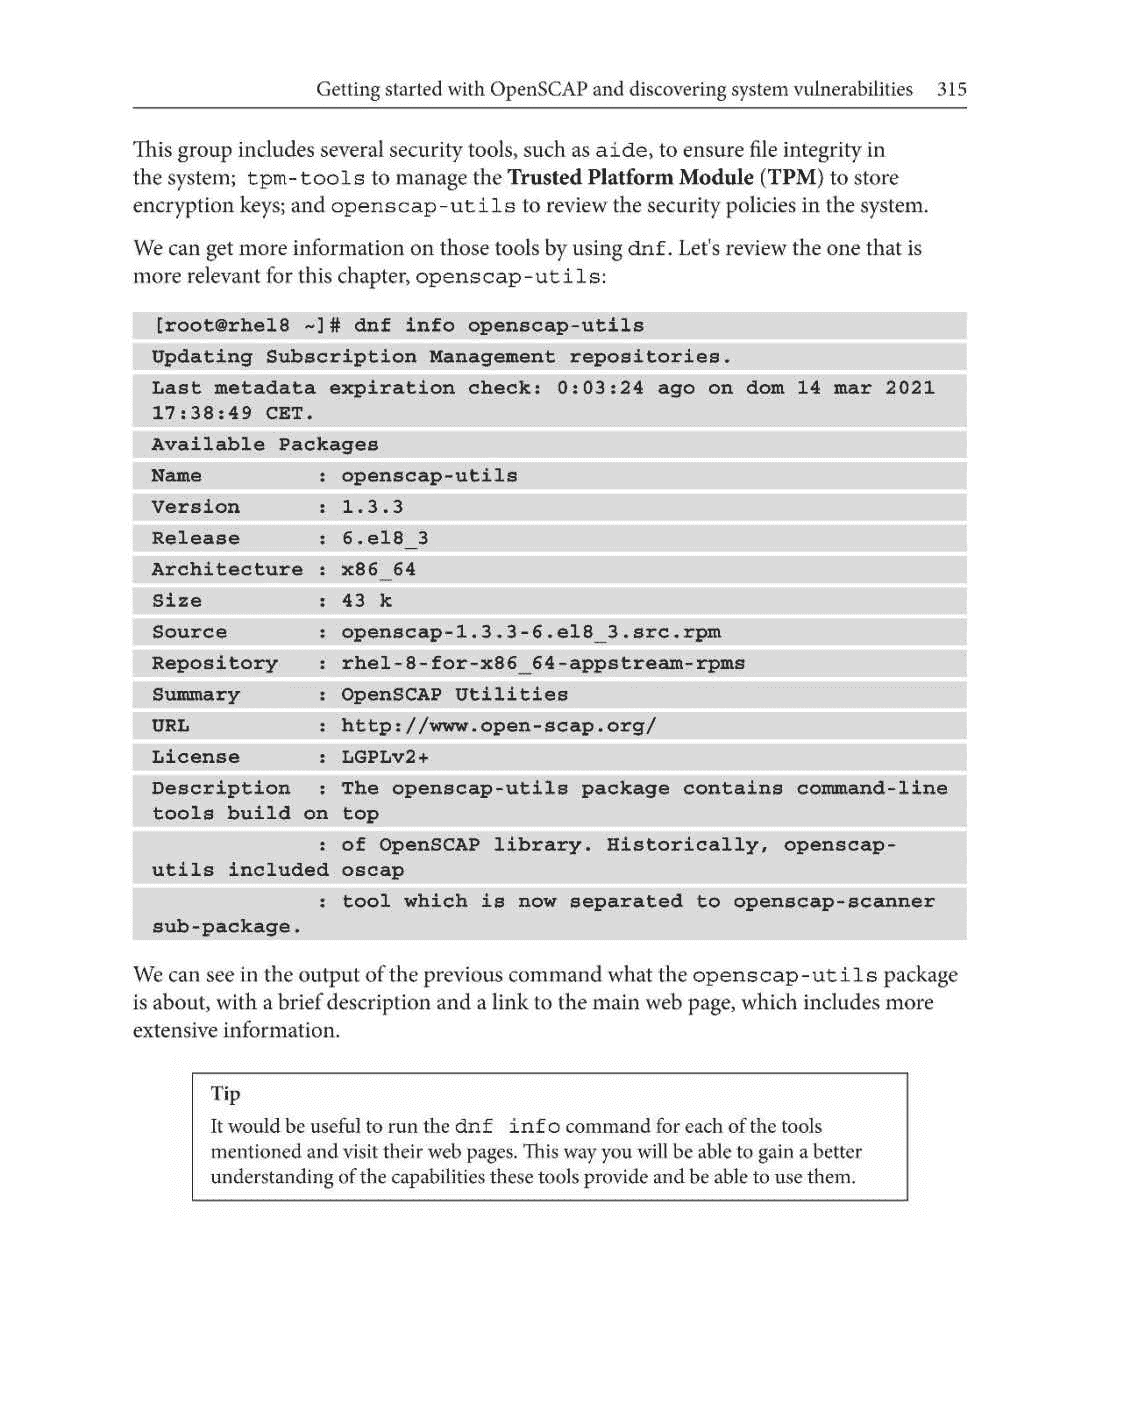 Getting started with OpenSCAP and discovering system vulnerabilities 315
This group includes several security tools, such as aide, to ensure file integrity in
the system; tpm-tools to manage the Trusted Platform Module (TPM) to store
encryption keys; and openscap-utils to review the security policies in the system.
We can get more information on those tools by using dnf. Let's review the one that is
more relevant for this chapter, openscap-utils:
[root@rhel8 ~]# dnf info openscap-utils
Updating Subscription Management repositories.
Last metadata expiration check: 0:03:24 ago on dom 14 mar 2021
17:38:49 CET.
Available Packages
Name : openscap-utils
Version : 1.3.3
Release : 6.el8_3
Architecture : x86_64
Size : 43 k
Source : openscap-1.3.3-6.el8_3.src.rpm
Repository : rhel-8-for-x86_64-appstream-rpms
Summary : OpenSCAP Utilities
URL : http://www.open-scap.org/
License : LGPLv2+
Description : The openscap-utils package contains command-line
tools build on top
: of OpenSCAP library. Historically, openscap-
utils included oscap
: tool which is now separated to openscap-scanner
sub-package.
We can see in the output of the previous command what the openscap-utils package
is about, with a brief description and a link to the main web page, which includes more
extensive information.
Tip
It would be useful to run the dnf info command for each of the tools
mentioned and visit their web pages. This way you will be able to gain a better
understanding of the capabilities these tools provide and be able to use them.